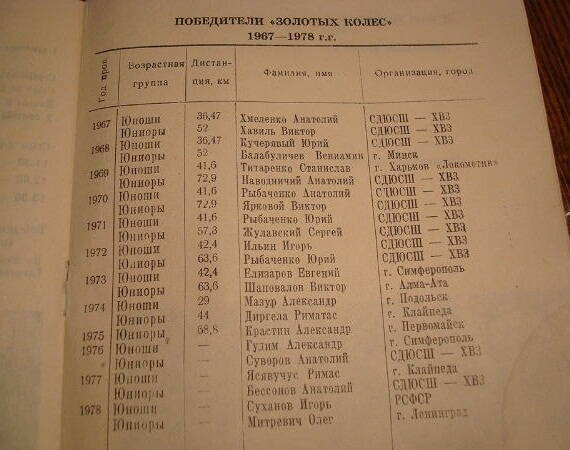 ПОБЕДИТЕЛИ «ЗОЛОТЫХ КОЛЕС»
1967—1978 г.г.
Год пров Возрастная группа Дистан-ция, км Фамилия, имя Организация, город
1967 Юноши 36,47 Хмеленко Анатолий СДЮСШ — ХВЗ
Юниоры 52 Хавиль Виктор СДЮСШ — ХВЗ
1968 Юноши 36,47 Кучерявый Юрий СДЮСШ — ХВЗ
Юниоры 52 Балабуличев Вениамин г. Минск
1969 Юноши 41,6 Титаренко Станислав г. Харьков «Локомотив»
Юниоры 72,9 Наводничий Анатолий СДЮСШ — ХВЗ
1970 Юноши 41,6 Рыбаченко Анатолий СДЮСШ — ХВЗ
Юниоры 72,9 Ярковой Виктор СДЮСШ — ХВЗ
1971 Юноши 41,6 Рыбаченко Юрий СДЮСШ — ХВЗ
Юниоры 57,3 Жулавский Сергей СДЮСШ — ХВЗ
1972 Юноши 42,4 Ильин Игорь СДЮСШ — ХВЗ
Юниоры 63,6 Рыбаченко Юрий СДЮСШ — ХВЗ
1973 Юноши 42,4 Елизаров Евгений г. Симферополь
Юниоры 63,6 Шаповалов Виктор г. Алма-Ата
1974 Юноши 29 Мазур Александр г. Подольск
Юниоры 44 Диргела Риматас г. Клайпеда
1975 Юниоры 68,8 Крастин Александр г. Первомайск
1976 Юноши — Гулим Александр г. Симферополь
Юниоры — Суворов Анатолий СДЮСШ — ХВЗ
1977 Юноши — Ясявучус Римас г. Клайпеда
Юниоры — Бессонов Анатолий СДЮСШ — ХВЗ
1978 Юноши — Суханов Игорь РСФСР
Юниоры — Митревич Олег г. Ленинград